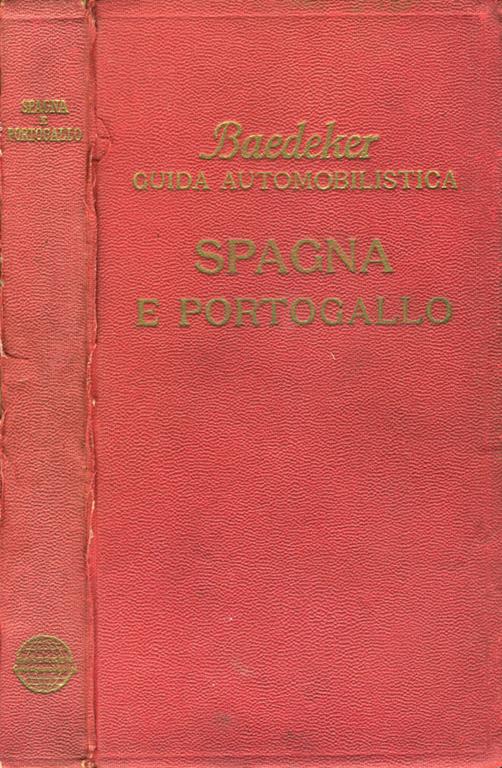 SPAGNA
E
PORTOGALLO
Baedeker
GUIDA AUTOMOBILISTICA
SPAGNA
E PORTOGALLO